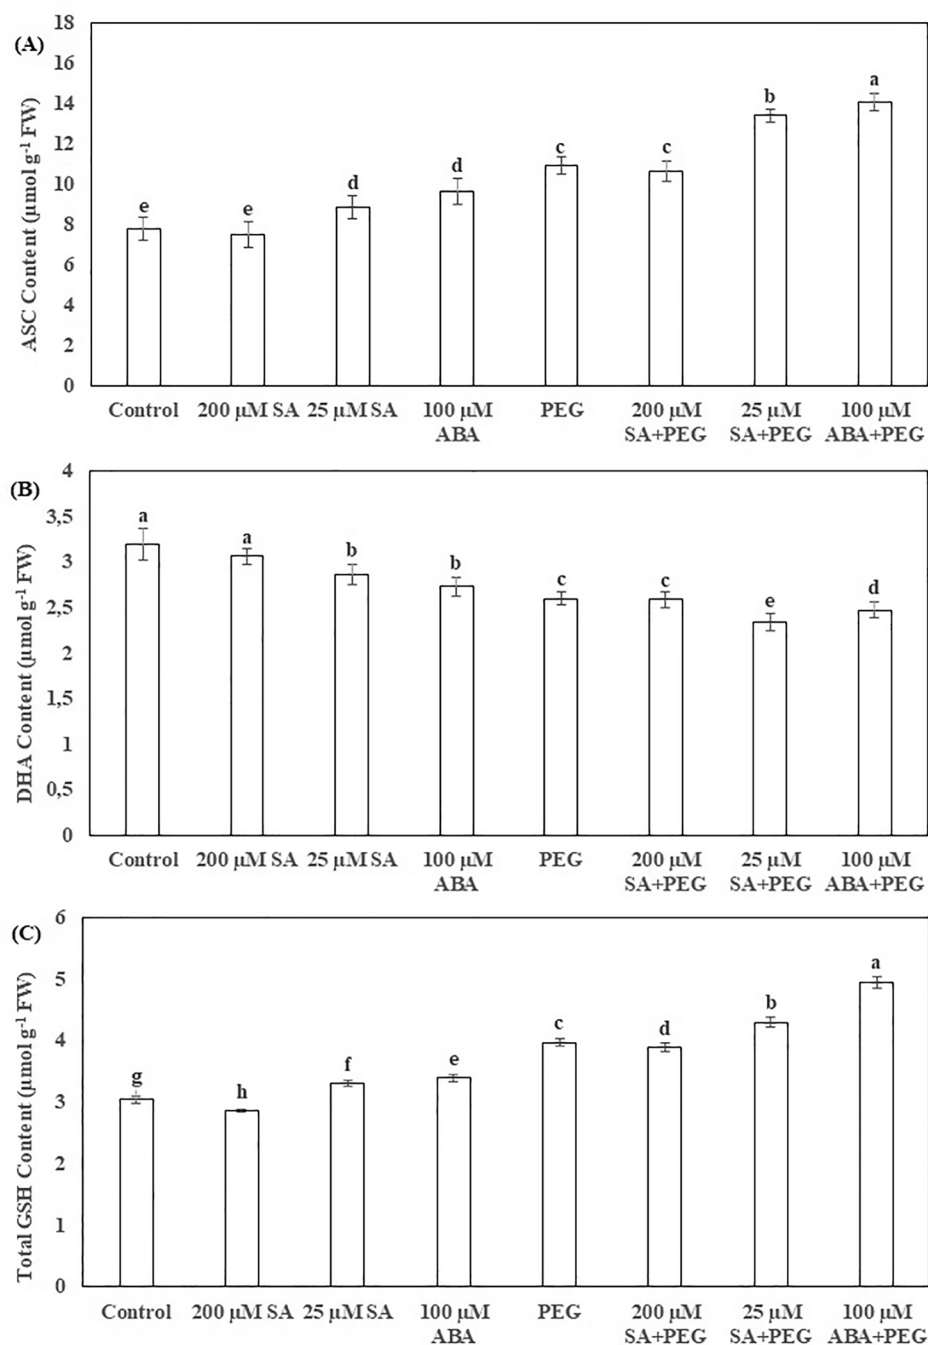 (A)
ASC Content (µmol g⁻¹ FW)
18
16
14
12
10
8
6
4
2
0
e
e
d
d
c
c
b
a
Control 200 µM SA 25 µM SA 100 µM PEG 200 µM 25 µM 100 µM
ABA SA+PEG SA+PEG ABA+PEG
(B)
DHA Content (µmol g⁻¹ FW)
4
3,5
3
2,5
2
1,5
1
0,5
0
a
a
b
b
c
c
e
d
Control 200 µM SA 25 µM SA 100 µM PEG 200 µM 25 µM 100 µM
ABA SA+PEG SA+PEG ABA+PEG
(C)
Total GSH Content (µmol g⁻¹ FW)
6
5
4
3
2
1
0
g
h
f
e
c
d
b
a
Control 200 µM SA 25 µM SA 100 µM PEG 200 µM 25 µM 100 µM
ABA SA+PEG SA+PEG ABA+PEG